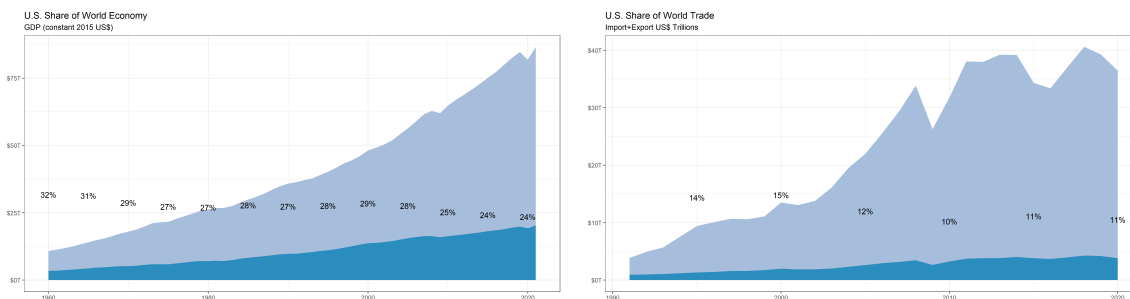 U.S. Share of World Economy
GDP (constant 2015 US$)
$75T
$50T
$25T
$0T
32%
31%
29%
27%
27%
28%
27%
28%
29%
28%
25%
24%
24%
1960
1980
2000
2020
U.S. Share of World Trade
Import+Export US$ Trillions
$40T
$30T
$20T
$10T
$0T
14%
15%
12%
10%
11%
11%
1990
2000
2010
2020